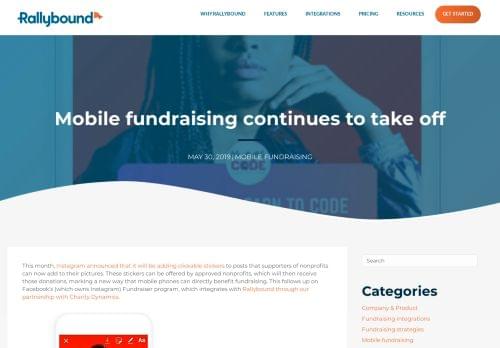 Rallybound
WHY RALLYBOUND FEATURES INTEGRATIONS PRICING RESOURCES GET STARTED
Mobile fundraising continues to take off
MAY 30, 2019 | MOBILE FUNDRAISING
CODE
TO CODE
This month, Instagram announced that it will be adding clickable stickers to posts that supporters of nonprofits
can now add to their pictures. These stickers can be offered by approved nonprofits, which will then receive
those donations, marking a new way that mobile phones can directly benefit fundraising. This follows up on
Facebook's (which owns Instagram) Fundraiser program, which integrates with Rallybound through our
partnership with Charity Dynamics.
Aa
Search
Categories
Company & Product
Fundraising integrations
Fundraising strategies
Mobile fundraising